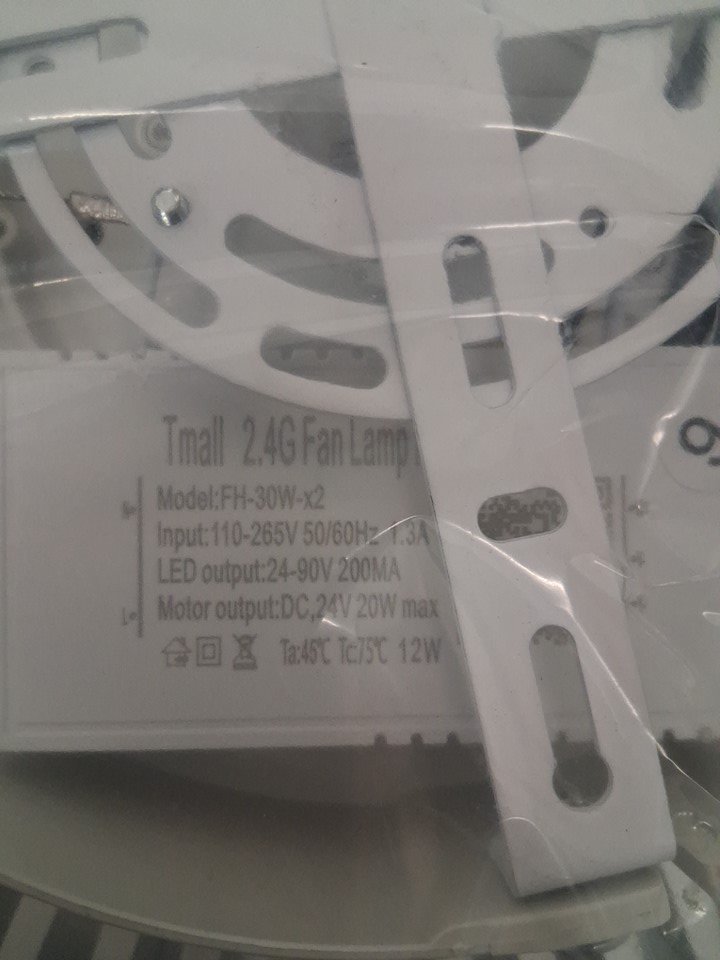 Tmall 2.4G Fan Lamp
Model:FH-30W-x2
Input:110-265V 50/60Hz 1.3A
LED output:24-90V 200MA
Motor output:DC,24V 20W max
Ta:45℃ Tc:75℃ 12W